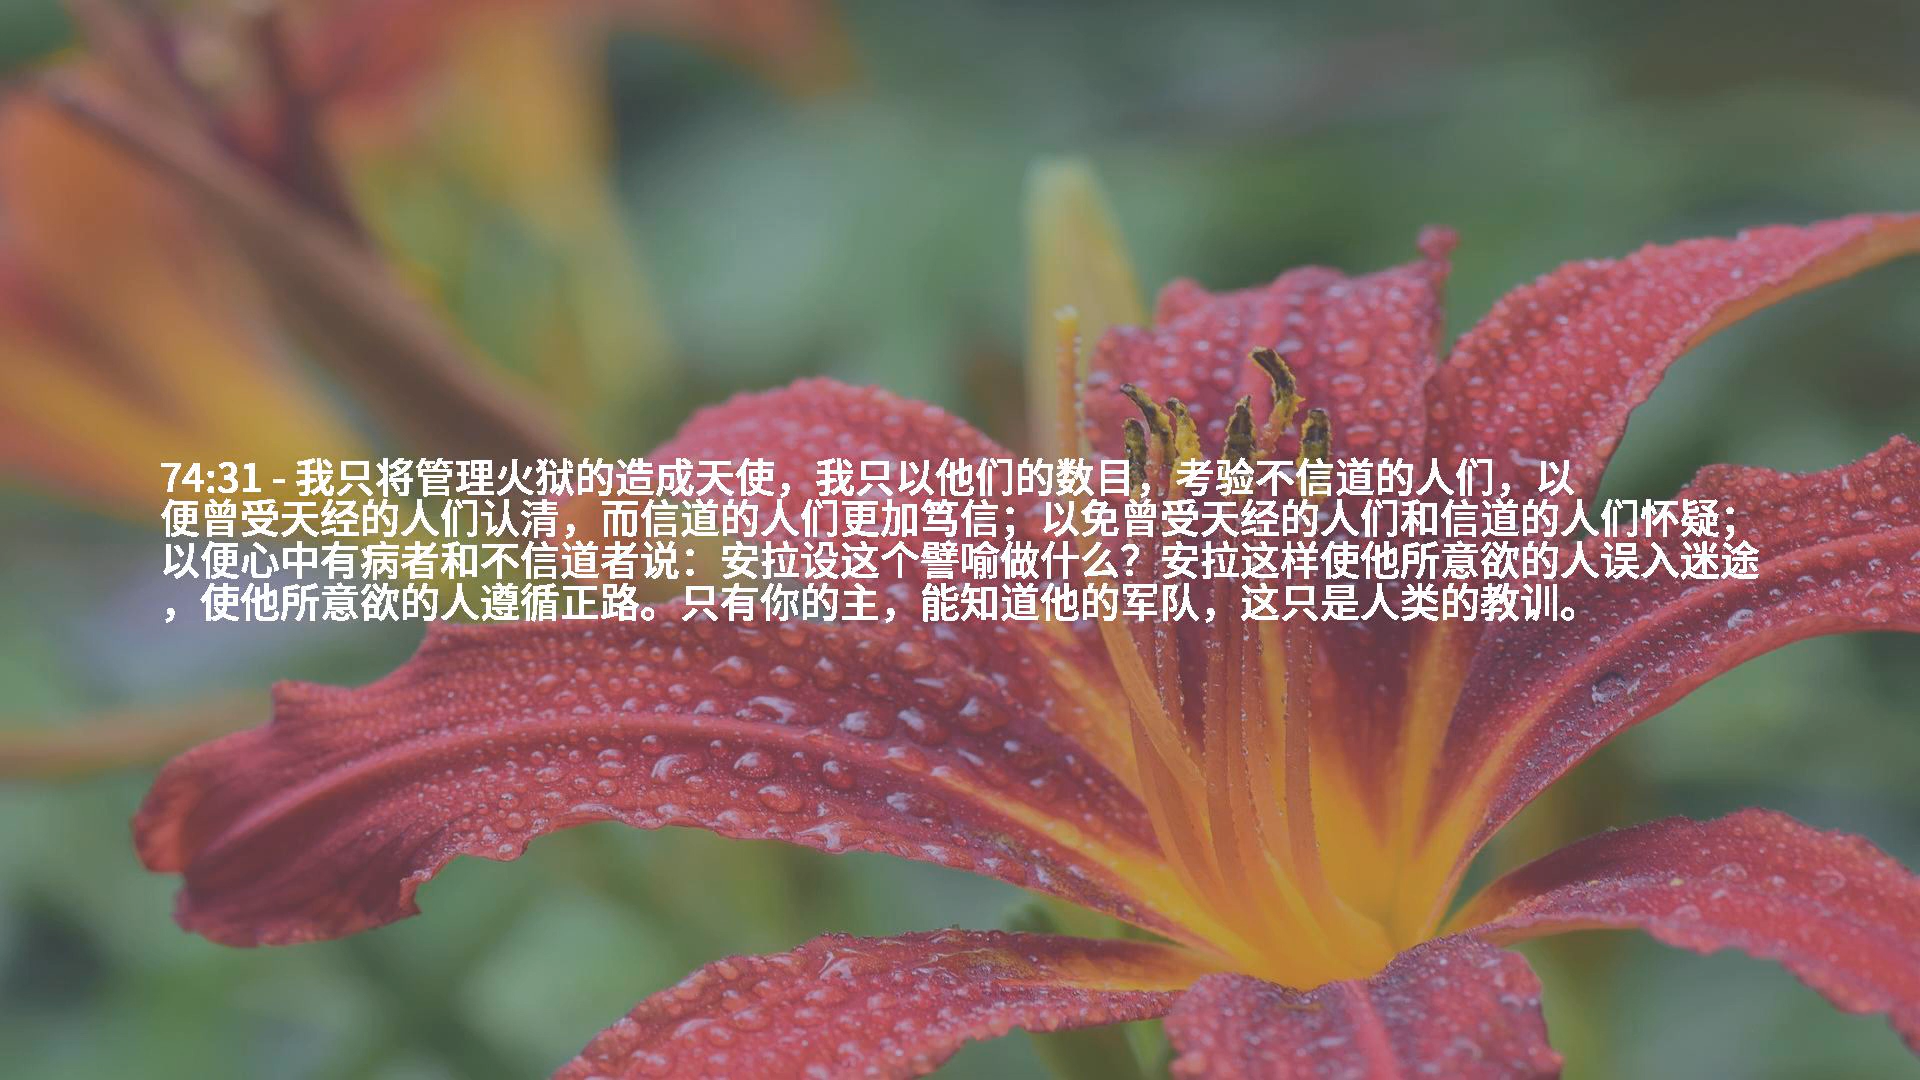 74:31 - 我只将管理火狱的造成天使，我只以他们的数目，考验不信道的人们，以
便曾受天经的人们认清，而信道的人们更加笃信；以免曾受天经的人们和信道的人们怀疑；
以便心中有病者和不信道者说：安拉设这个譬喻做什么？安拉这样使他所意欲的人误入迷途
，使他所意欲的人遵循正路。只有你的主，能知道他的军队，这只是人类的教训。